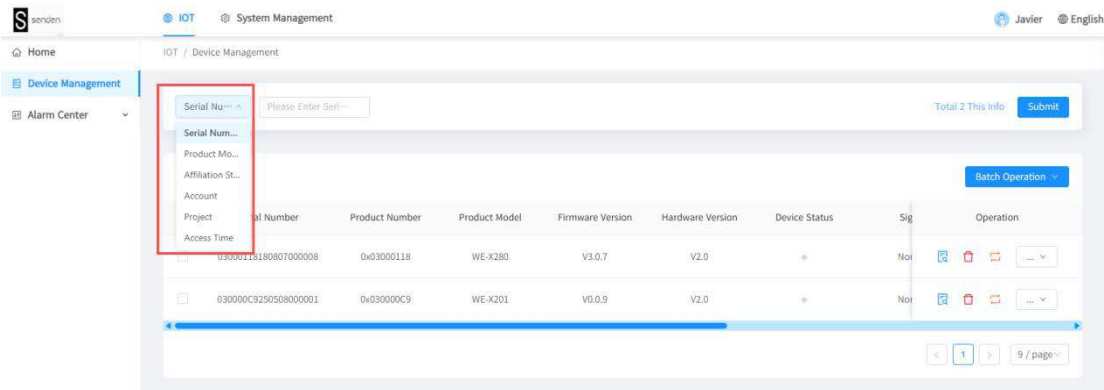 S senden
IOT
System Management
Javier
English
Home
IOT / Device Management
Device Management
Alarm Center
Serial Nu...
Please Enter Seri...
Total 2 This Info
Submit
Serial Num...
Product Mo...
Affiliation St...
Account
Project
Access Time
Batch Operation
al Number
Product Number
Product Model
Firmware Version
Hardware Version
Device Status
Sig
Operation
03000118180807000008
0x03000118
WE-X280
V3.0.7
V2.0
Nor
...
030000C9250508000001
0x030000C9
WE-X201
V0.0.9
V2.0
Nor
...
< 1 >
9 / page